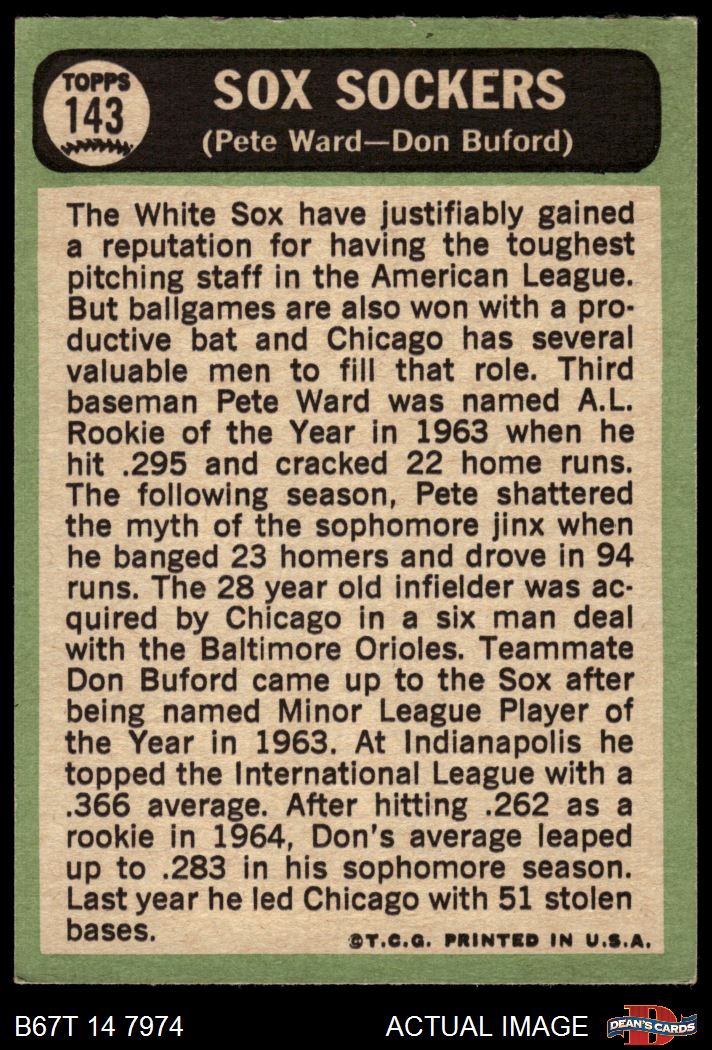 TOPPS
143
SOX SOCKERS
(Pete Ward—Don Buford)
The White Sox have justifiably gained
a reputation for having the toughest
pitching staff in the American League.
But ballgames are also won with a pro-
ductive bat and Chicago has several
valuable men to fill that role. Third
baseman Pete Ward was named A.L.
Rookie of the Year in 1963 when he
hit .295 and cracked 22 home runs.
The following season, Pete shattered
the myth of the sophomore jinx when
he banged 23 homers and drove in 94
runs. The 28 year old infielder was ac-
quired by Chicago in a six man deal
with the Baltimore Orioles. Teammate
Don Buford came up to the Sox after
being named Minor League Player of
the Year in 1963. At Indianapolis he
topped the International League with a
.366 average. After hitting .262 as a
rookie in 1964, Don's average leaped
up to .283 in his sophomore season.
Last year he led Chicago with 51 stolen
bases.
©T.C.G. PRINTED IN U.S.A.
B67T 14 7974
ACTUAL IMAGE
D
DEAN'S CARDS